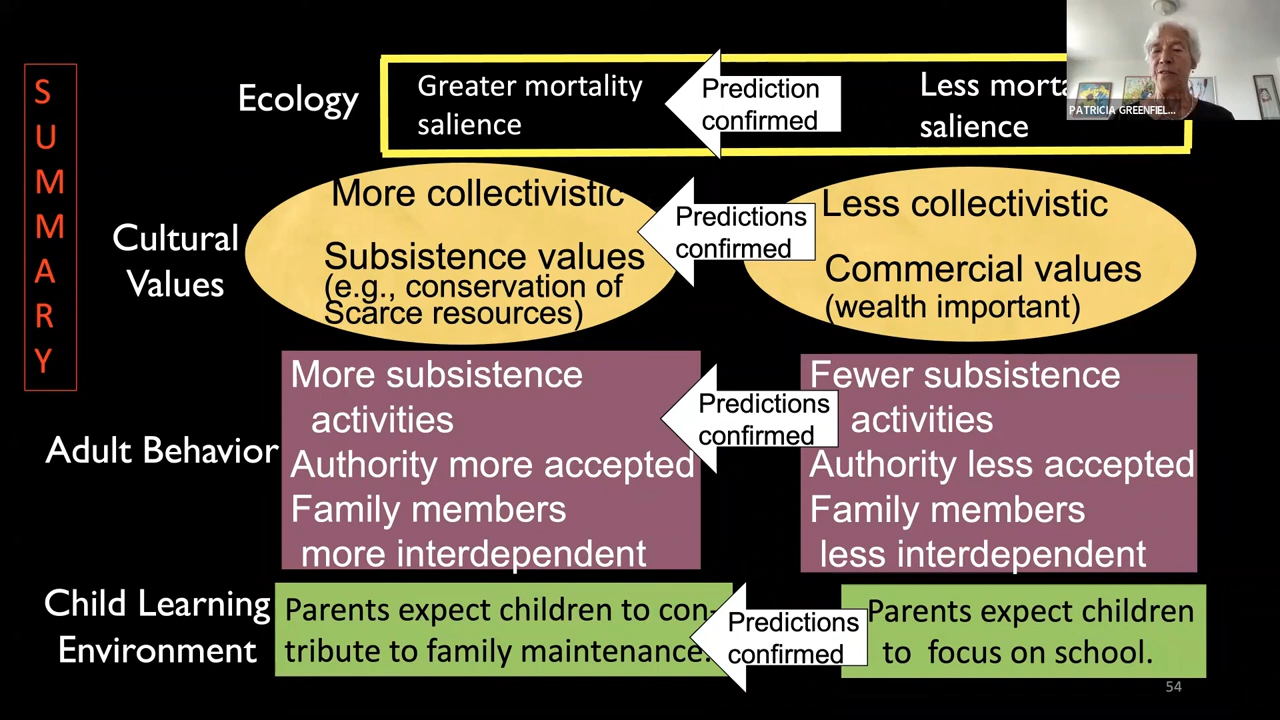 SUMMARY
Ecology
Greater mortality
salience
Prediction
confirmed
Less morta
salience
PATRICIA GREENFIEL...
Cultural
Values
More collectivistic
Subsistence values
(e.g., conservation of
Scarce resources)
Predictions
confirmed
Less collectivistic
Commercial values
(wealth important)
Adult Behavior
More subsistence
activities
Authority more accepted
Family members
more interdependent
Predictions
confirmed
Fewer subsistence
activities
Authority less accepted
Family members
less interdependent
Child Learning
Environment
Parents expect children to con-
tribute to family maintenance.
Predictions
confirmed
Parents expect children
to focus on school.
54